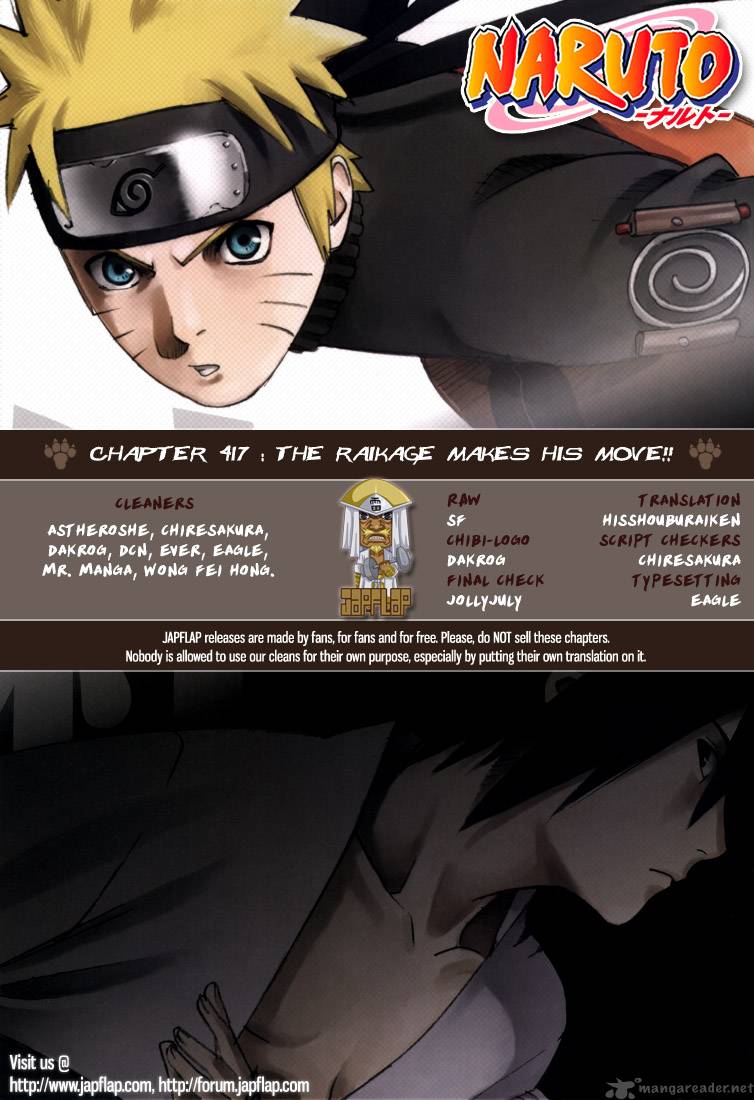 NARUTO
-ナルト-
CHAPTER 417 : THE RAIKAGE MAKES HIS MOVE!!
CLEANERS
ASTHEROSHE, CHIRESAKURA,
DAKROG, DCN, EVER, EAGLE,
MR. MANGA, WONG FEI HONG.
JAPFLAP
RAW
SF
CHIBI-LOGO
DAKROG
FINAL CHECK
JOLLYJULY
TRANSLATION
HISSHOUBURAIKEN
SCRIPT CHECKERS
CHIRESAKURA
TYPESETTING
EAGLE
JAPFLAP releases are made by fans, for fans and for free. Please, do NOT sell these chapters.
Nobody is allowed to use our cleans for their own purpose, especially by putting their own translation on it.
Visit us @
http://www.japflap.com, http://forum.japflap.com
mangareader.net